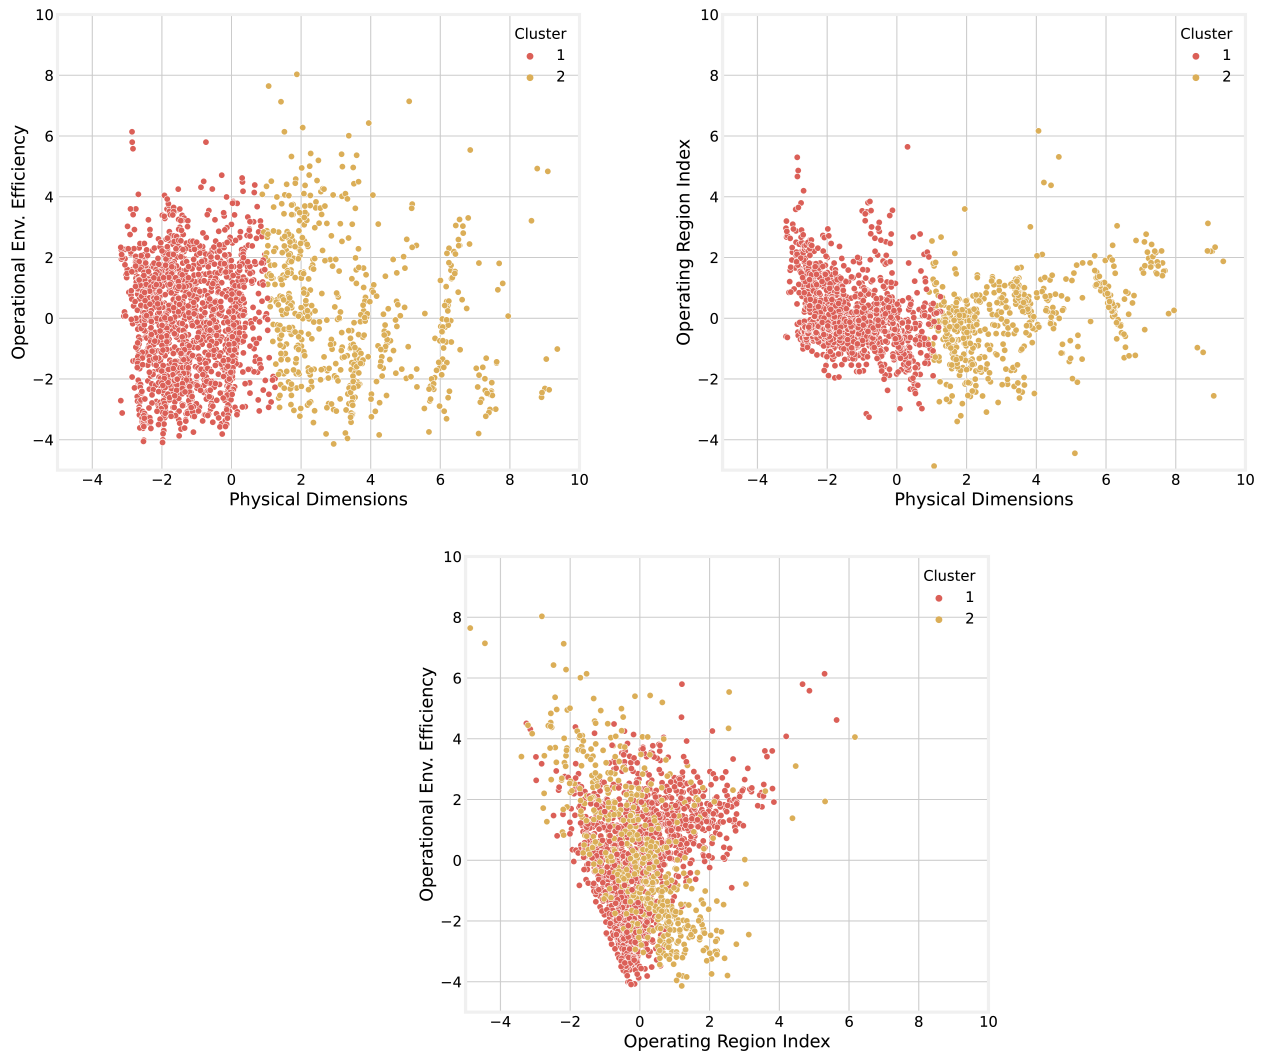 10
8
6
4
2
0
−2
−4
Operational Env. Efficiency
Cluster
1
2
−4 −2 0 2 4 6 8 10
Physical Dimensions
10
8
6
4
2
0
−2
−4
Operating Region Index
Cluster
1
2
−4 −2 0 2 4 6 8 10
Physical Dimensions
10
8
6
4
2
0
−2
−4
Operational Env. Efficiency
Cluster
1
2
−4 −2 0 2 4 6 8 10
Operating Region Index